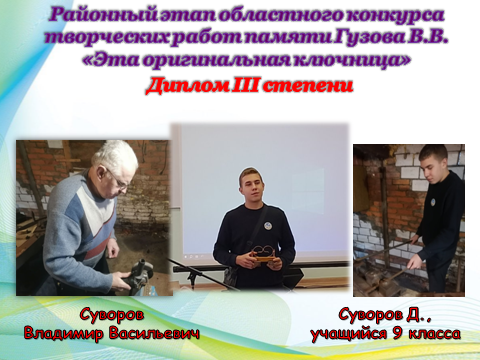 Районный этап областного конкурса
творческих работ памяти Гузова В.В.
«Эта оригинальная ключница»
Диплом III степени
Суворов
Владимир Васильевич
Суворов Д.,
учащийся 9 класса